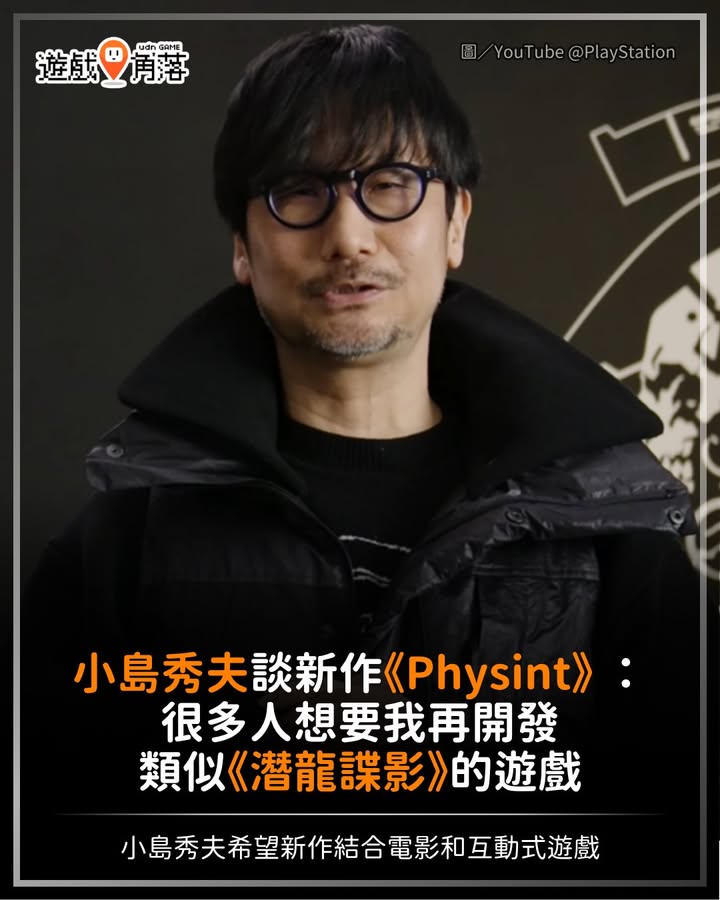 udn GAME
遊戲角落
圖／YouTube @PlayStation
小島秀夫談新作《Physint》：
很多人想要我再開發
類似《潛龍諜影》的遊戲
小島秀夫希望新作結合電影和互動式遊戲